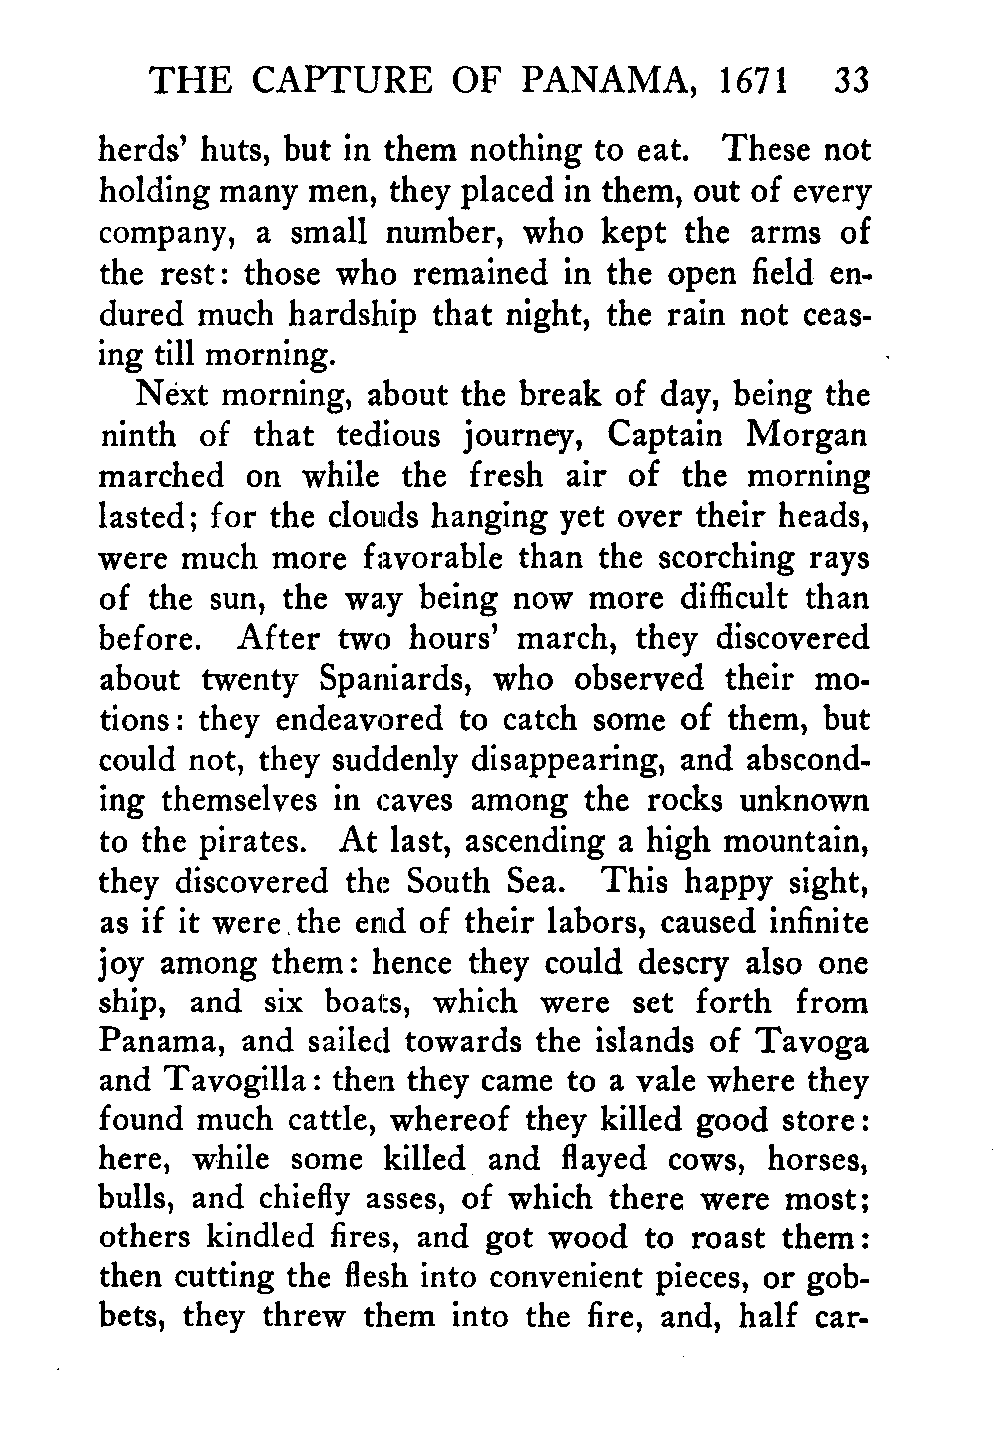 THE CAPTURE OF PANAMA, 1671 33
herds' huts, but in them nothing to eat. These not
holding many men, they placed in them, out of every
company, a small number, who kept the arms of
the rest: those who remained in the open field en-
dured much hardship that night, the rain not ceas-
ing till morning.
Next morning, about the break of day, being the
ninth of that tedious journey, Captain Morgan
marched on while the fresh air of the morning
lasted; for the clouds hanging yet over their heads,
were much more favorable than the scorching rays
of the sun, the way being now more difficult than
before. After two hours' march, they discovered
about twenty Spaniards, who observed their mo-
tions: they endeavored to catch some of them, but
could not, they suddenly disappearing, and abscond-
ing themselves in caves among the rocks unknown
to the pirates. At last, ascending a high mountain,
they discovered the South Sea. This happy sight,
as if it were the end of their labors, caused infinite
joy among them: hence they could descry also one
ship, and six boats, which were set forth from
Panama, and sailed towards the islands of Tavoga
and Tavogilla: then they came to a vale where they
found much cattle, whereof they killed good store:
here, while some killed and flayed cows, horses,
bulls, and chiefly asses, of which there were most;
others kindled fires, and got wood to roast them:
then cutting the flesh into convenient pieces, or gob-
bets, they threw them into the fire, and, half car-